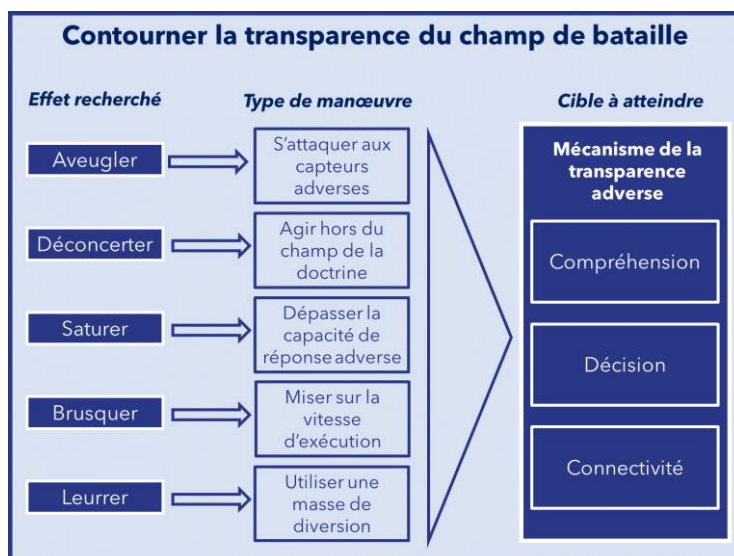 Contourner la transparence du champ de bataille
Effet recherché
Type de manœuvre
Cible à atteindre
Aveugler
S’attaquer aux
capteurs
adverses
Déconcerter
Agir hors du
champ de la
doctrine
Saturer
Dépasser la
capacité de
réponse adverse
Brusquer
Miser sur la
vitesse
d’exécution
Leurrer
Utiliser une
masse de
diversion
Mécanisme de la
transparence
adverse
Compréhension
Décision
Connectivité